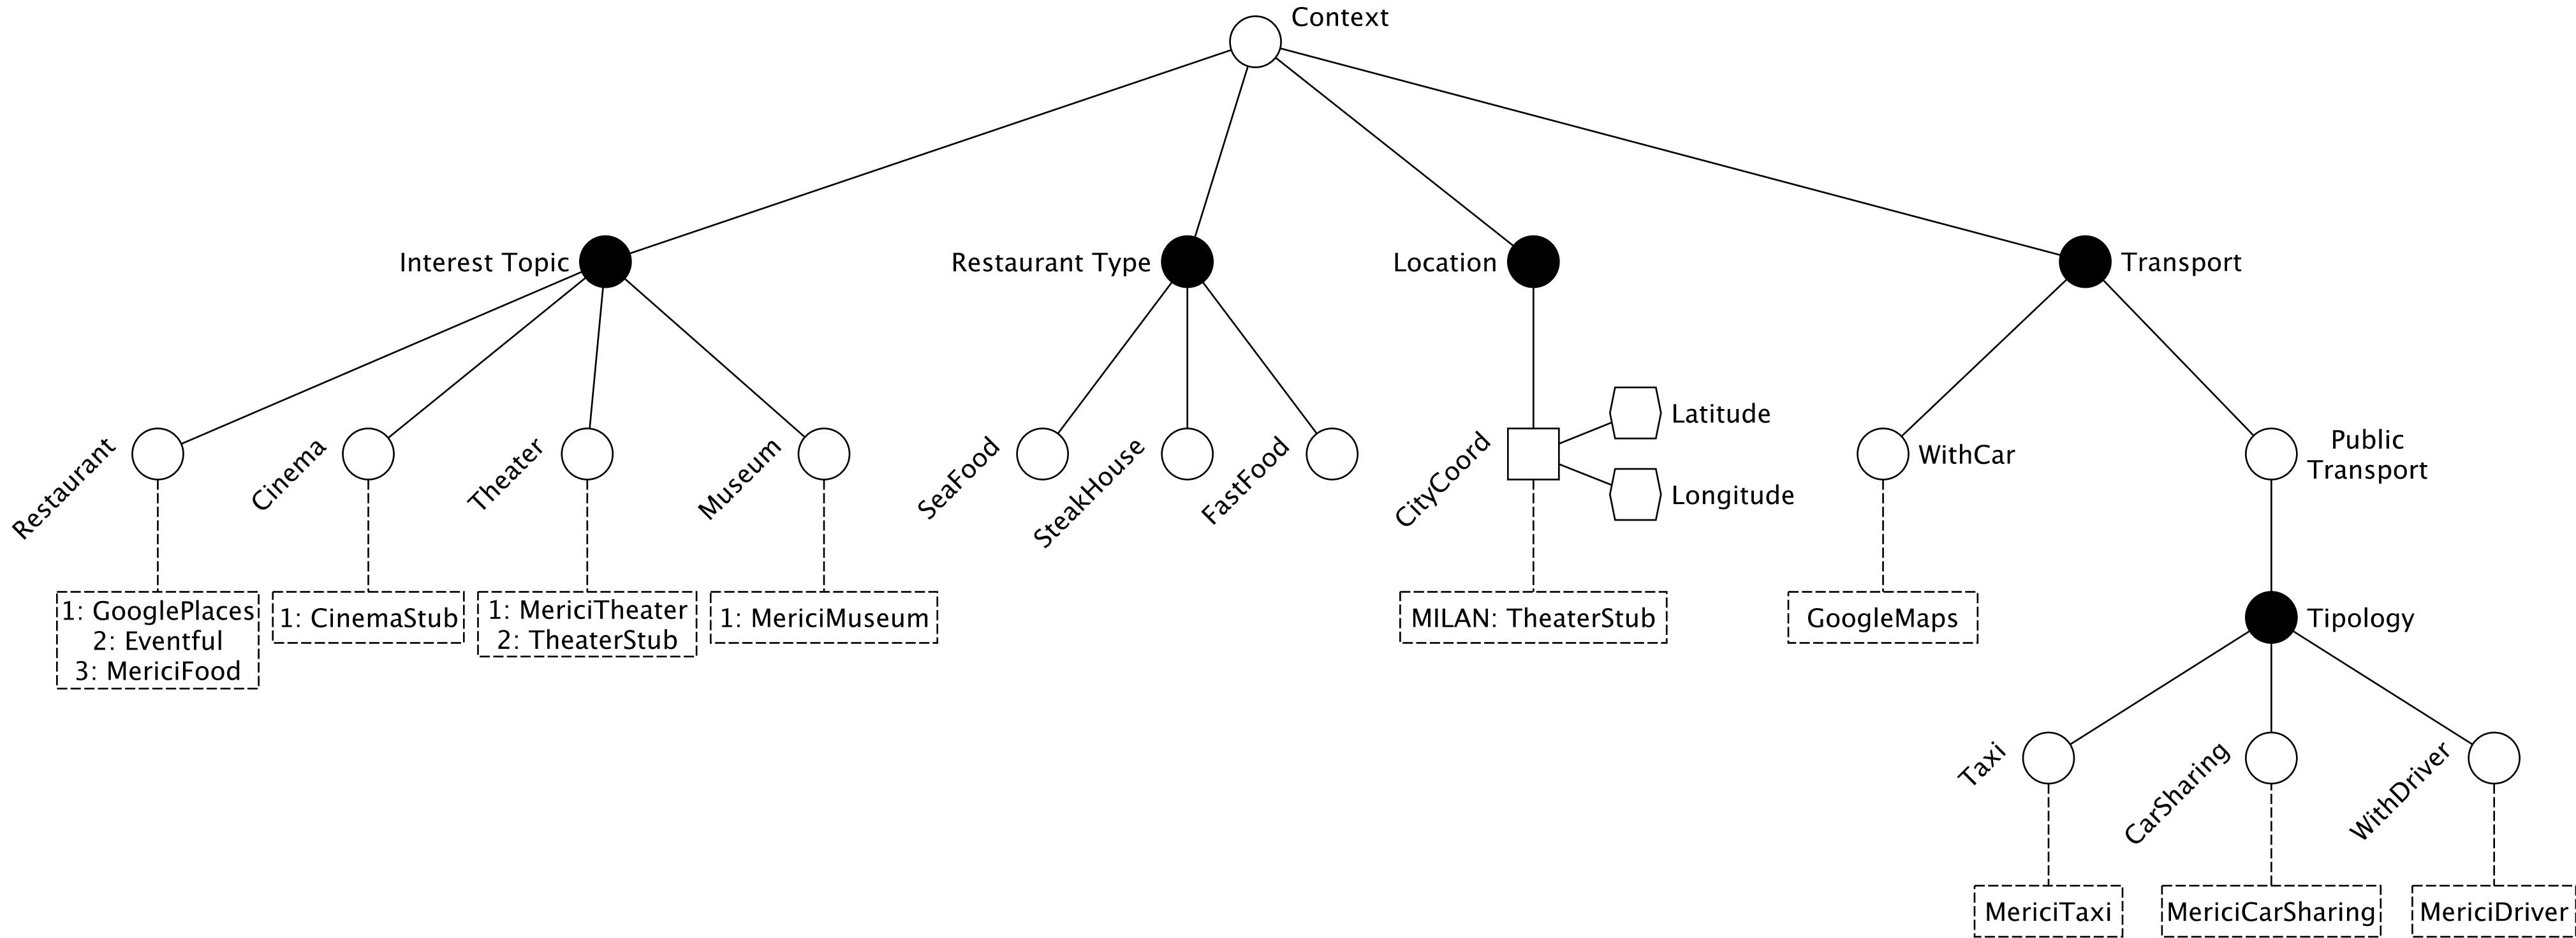 Context
Interest Topic
Restaurant Type
Location
Transport
Restaurant
Cinema
Theater
Museum
SeaFood
SteakHouse
FastFood
CityCoord
Latitude
Longitude
WithCar
Public
Transport
1: GooglePlaces
2: Eventful
3: MericiFood
1: CinemaStub
1: MericiTheater
2: TheaterStub
1: MericiMuseum
MILAN: TheaterStub
GoogleMaps
Tipology
Taxi
CarSharing
WithDriver
MericiTaxi
MericiCarSharing
MericiDriver